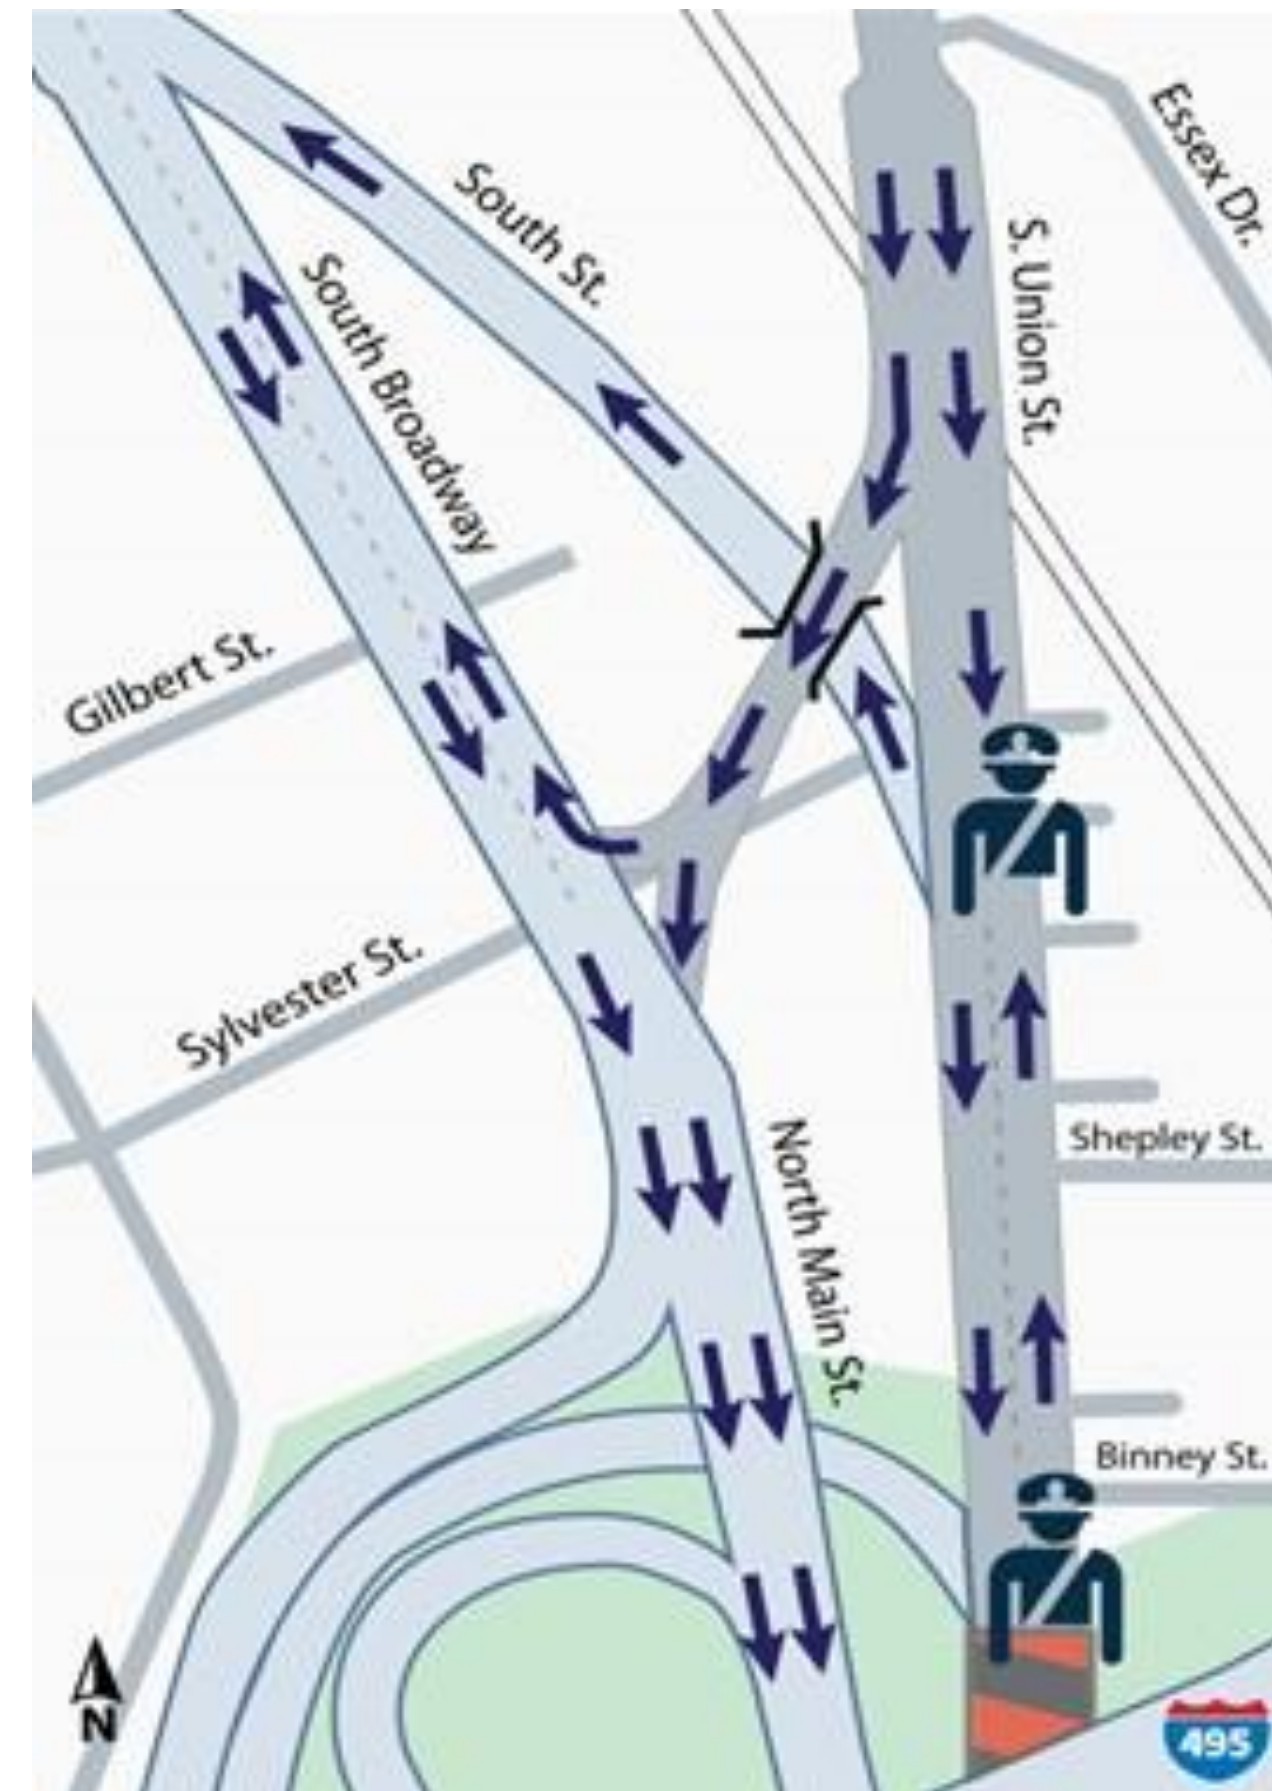 Essex Dr.
South St.
S. Union St.
South Broadway
Gilbert St.
Sylvester St.
Shepley St.
North Main St.
Binney St.
N
495